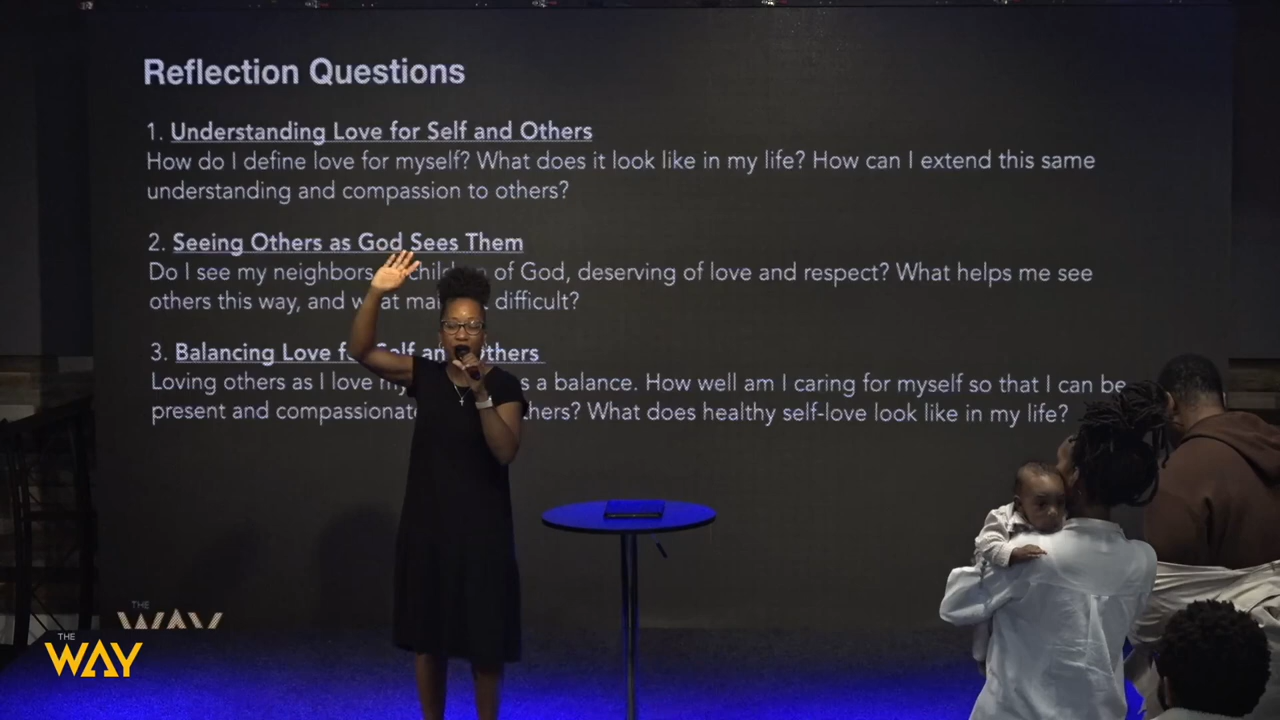 Reflection Questions
1. Understanding Love for Self and Others
How do I define love for myself? What does it look like in my life? How can I extend this same
understanding and compassion to others?
2. Seeing Others as God Sees Them
Do I see my neighbors of God, deserving of love and respect? What helps me see
others this way, and difficult?
3. Balancing Love Others
Loving others as I love a balance. How well am I caring for myself so that I can be
present and compassionate others? What does healthy self-love look like in my life?
THE
WAY
THE
WAY